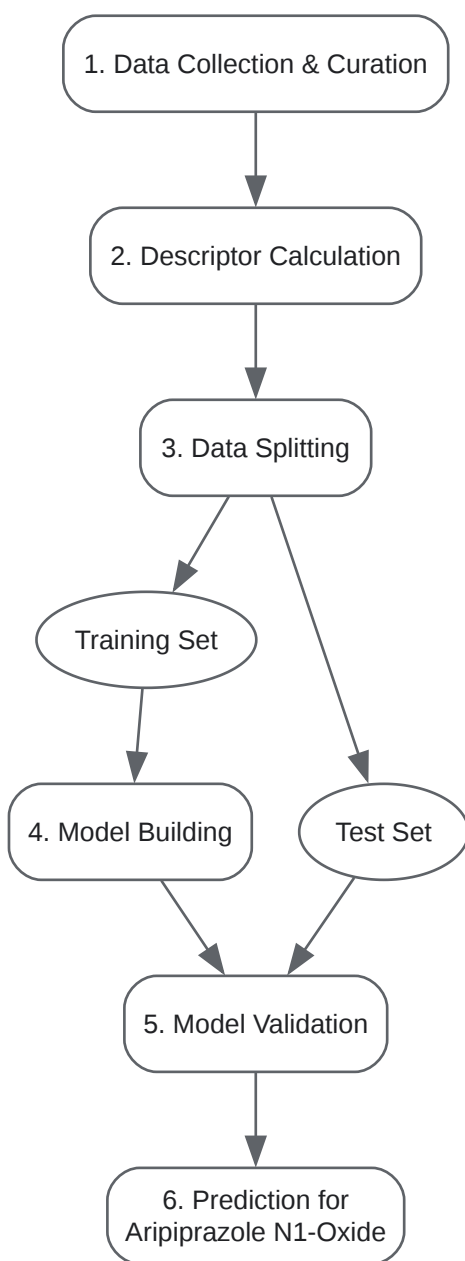 1. Data Collection & Curation
2. Descriptor Calculation
3. Data Splitting
Training Set
4. Model Building
Test Set
5. Model Validation
6. Prediction for
Aripiprazole N1-Oxide